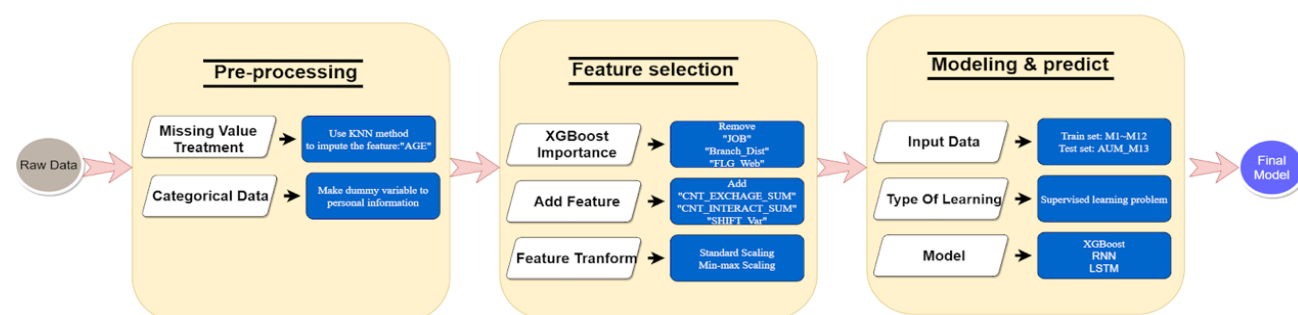 Raw Data
Pre-processing
Missing Value
Treatment
Use KNN method
to impute the feature:"AGE"
Categorical Data
Make dummy variable to
personal information
Feature selection
XGBoost
Importance
Remove
"JOB"
"Branch_Dist"
"FLG_Web"
Add Feature
Add
"CNT_EXCHAGE_SUM"
"CNT_INTERACT_SUM"
"SHIFT_Var"
Feature Tranform
Standard Scaling
Min-max Scaling
Modeling & predict
Input Data
Train set: M1~M12
Test set: AUM_M13
Type Of Learning
Supervised learning problem
Model
XGBoost
RNN
LSTM
Final
Model